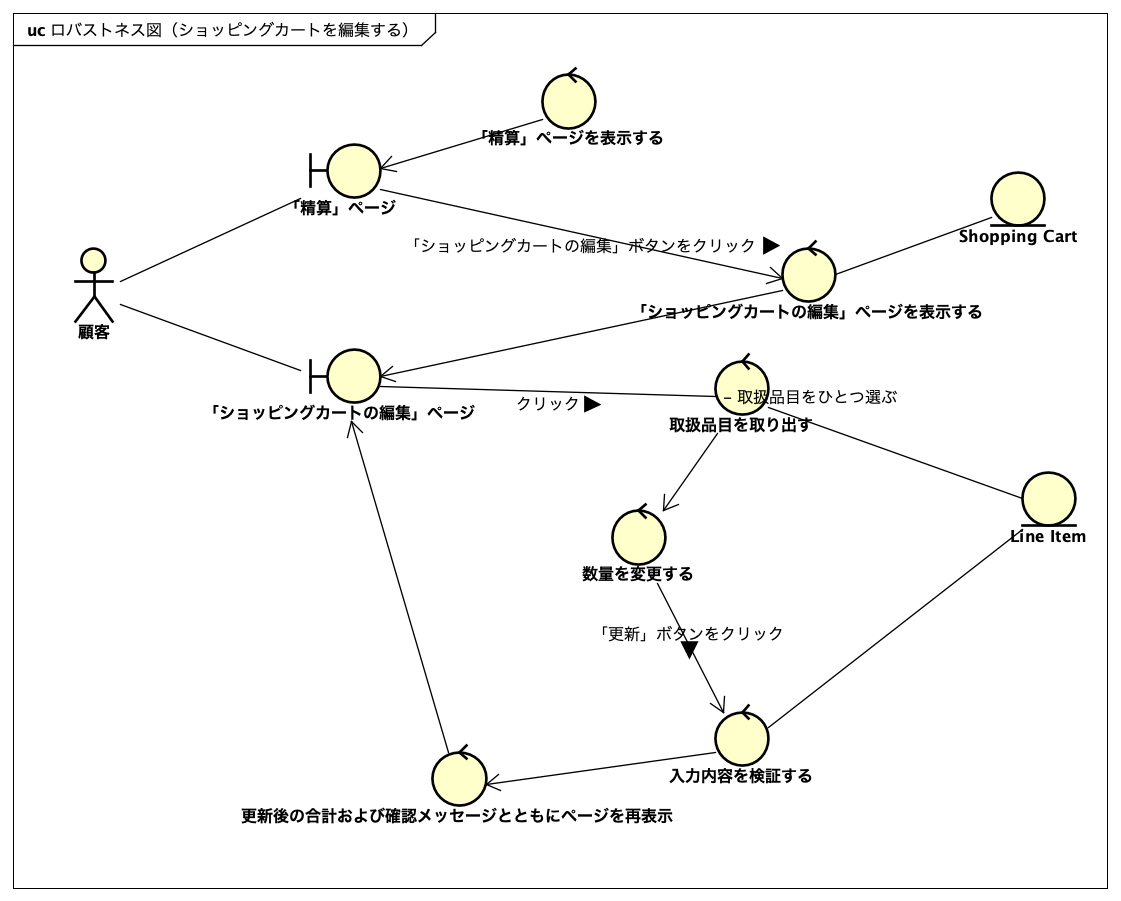 uc ロバストネス図（ショッピングカートを編集する）
「精算」ページを表示する
「精算」ページ
Shopping Cart
「ショッピングカートの編集」ボタンをクリック
「ショッピングカートの編集」ページを表示する
顧客
「ショッピングカートの編集」ページ
クリック
– 取扱品目をひとつ選ぶ
取扱品目を取り出す
Line Item
数量を変更する
「更新」ボタンをクリック
入力内容を検証する
更新後の合計および確認メッセージとともにページを再表示